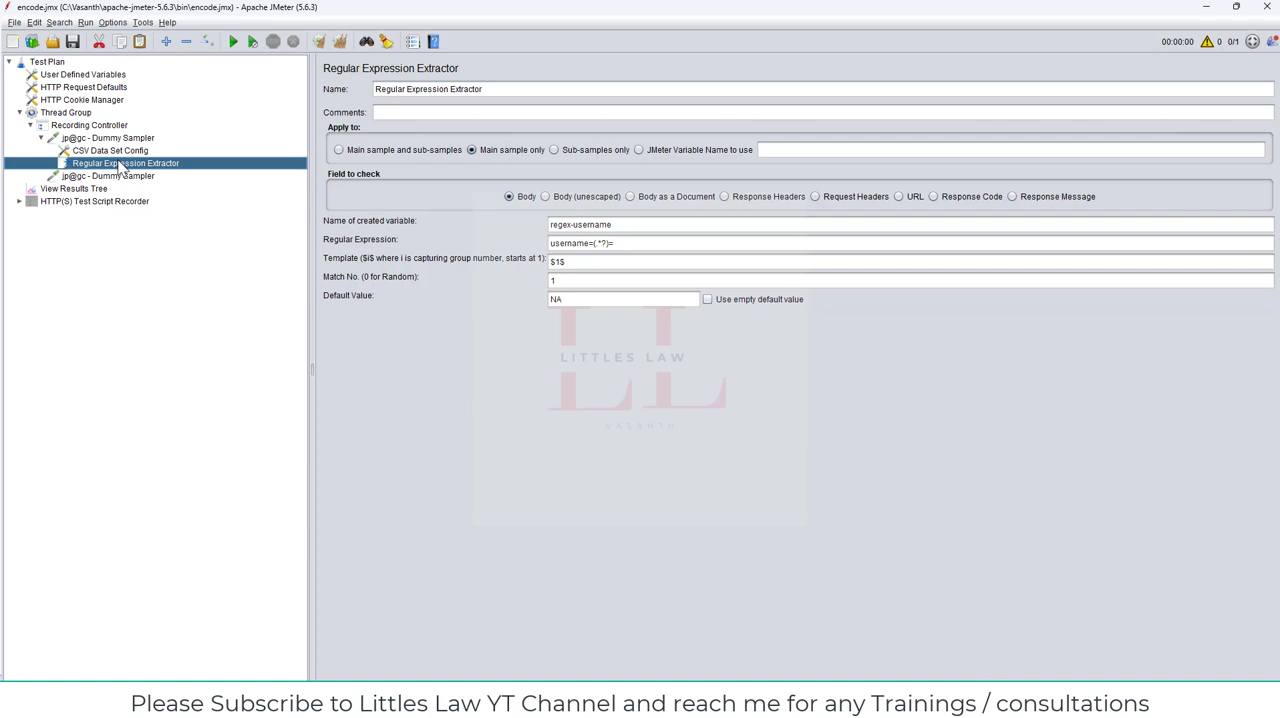 encode.jmx (C:\Vasanth\apache-jmeter-5.6.3\bin\encode.jmx) - Apache JMeter (5.6.3)
File Edit Search Run Options Tools Help
00:00:00 0 0/1
Test Plan
User Defined Variables
HTTP Request Defaults
HTTP Cookie Manager
Thread Group
Recording Controller
jp@gc - Dummy Sampler
CSV Data Set Config
Regular Expression Extractor
jp@gc - Dummy Sampler
View Results Tree
HTTP(S) Test Script Recorder
Regular Expression Extractor
Name: Regular Expression Extractor
Comments:
Apply to:
Main sample and sub-samples Main sample only Sub-samples only JMeter Variable Name to use
Field to check
Body Body (unescaped) Body as a Document Response Headers Request Headers URL Response Code Response Message
Name of created variable: regex-username
Regular Expression: username=(.*?)=
Template ($i$ where i is capturing group number, starts at 1): $1$
Match No. (0 for Random): 1
Default Value: NA Use empty default value
LITTLES LAW
VASANTH
Please Subscribe to Littles Law YT Channel and reach me for any Trainings / consultations